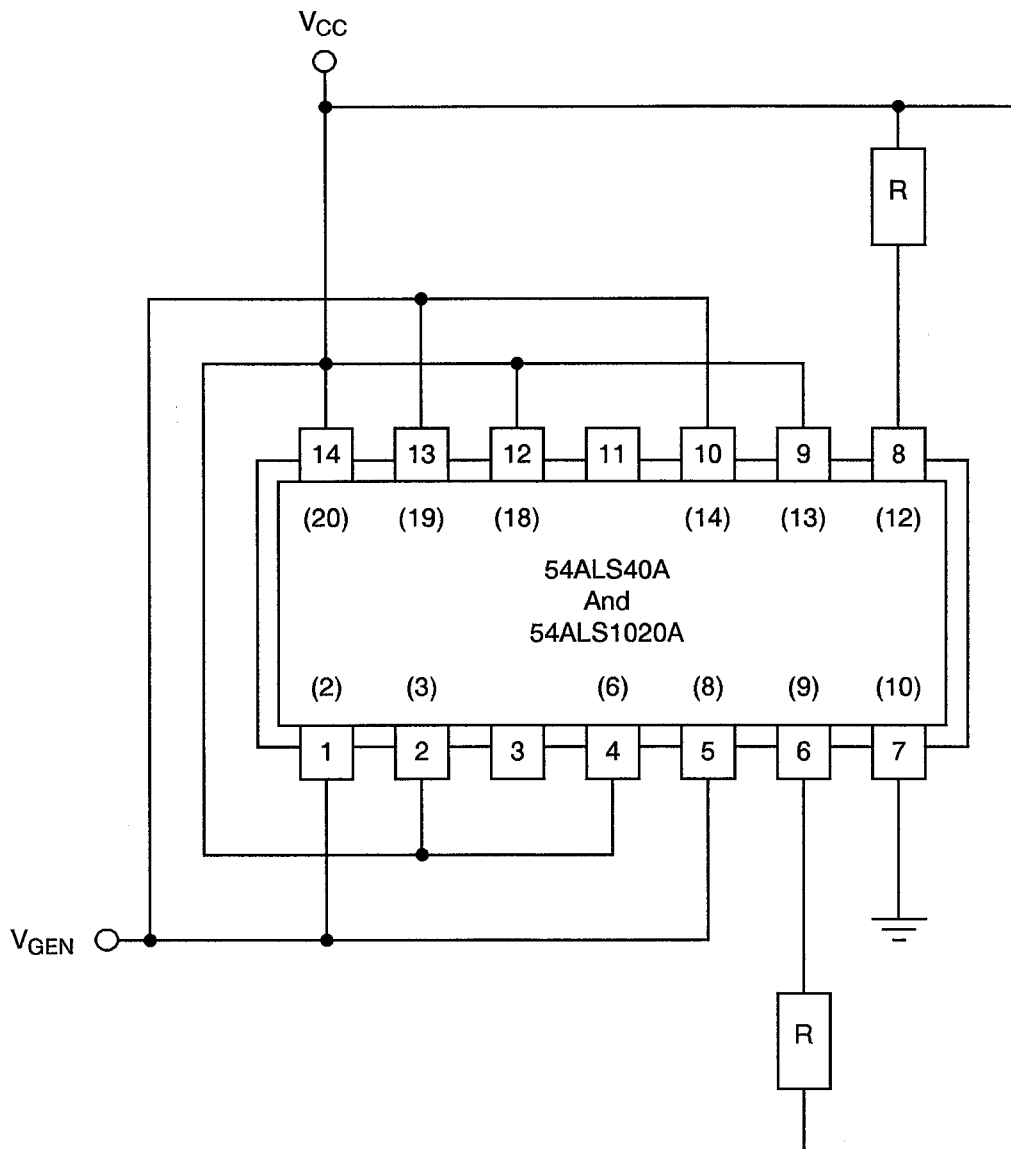 VCC
R
14 13 12 11 10 9 8
(20) (19) (18) (14) (13) (12)
54ALS40A
And
54ALS1020A
(2) (3) (6) (8) (9) (10)
1 2 3 4 5 6 7
VGEN
R